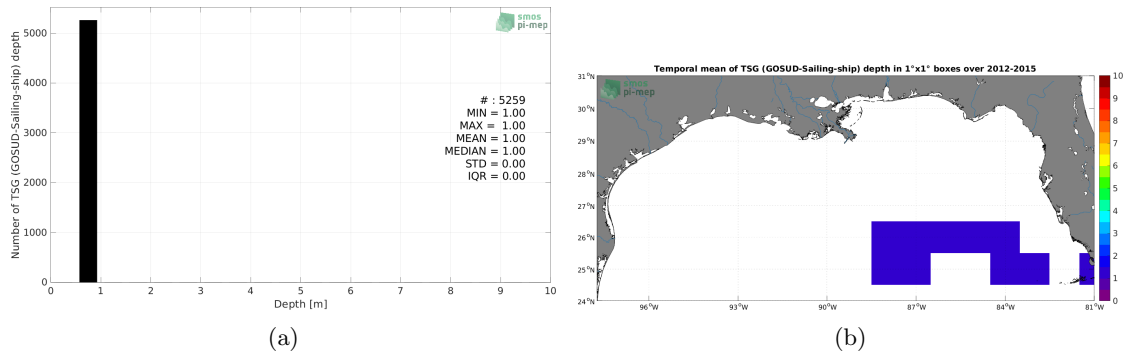 smos
pi-mep
5000
4000
3000
2000
1000
0
Number of TSG (GOSUD-Sailing-ship) depth
# : 5259
MIN = 1.00
MAX = 1.00
MEAN = 1.00
MEDIAN = 1.00
STD = 0.00
IQR = 0.00
0 1 2 3 4 5 6 7 8 9 10
Depth [m]
(a)
Temporal mean of TSG (GOSUD-Sailing-ship) depth in 1°x1° boxes over 2012-2015
smos
pi-mep
31°N
30°N
29°N
28°N
27°N
26°N
25°N
24°N
96°W 93°W 90°W 87°W 84°W 81°W
10
9
8
7
6
5
4
3
2
1
0
(b)